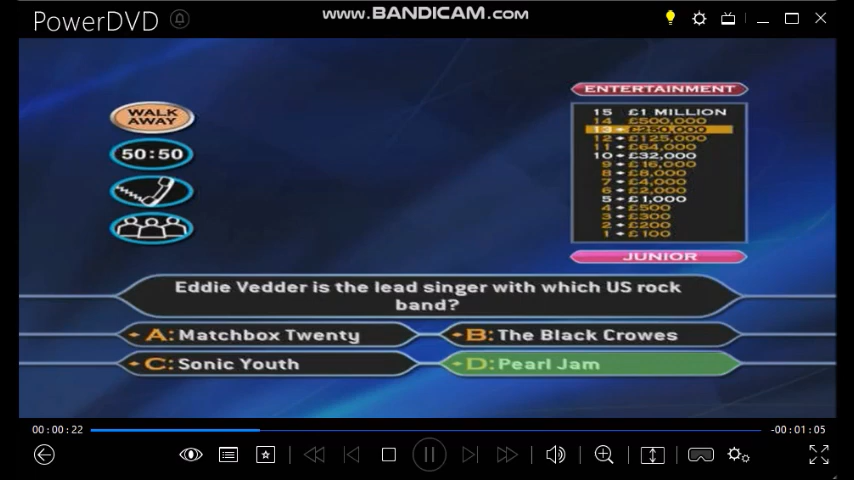 PowerDVD
www.BANDICAM.com
WALK
AWAY
50:50
ENTERTAINMENT
15 £1 MILLION
14 £500,000
13 £250,000
12 £125,000
11 £64,000
10 £32,000
9 £16,000
8 £8,000
7 £4,000
6 £2,000
5 £1,000
4 £500
3 £300
2 £200
1 £100
JUNIOR
Eddie Vedder is the lead singer with which US rock
band?
A: Matchbox Twenty
B: The Black Crowes
C: Sonic Youth
D: Pearl Jam
00:00:22
-00:01:05